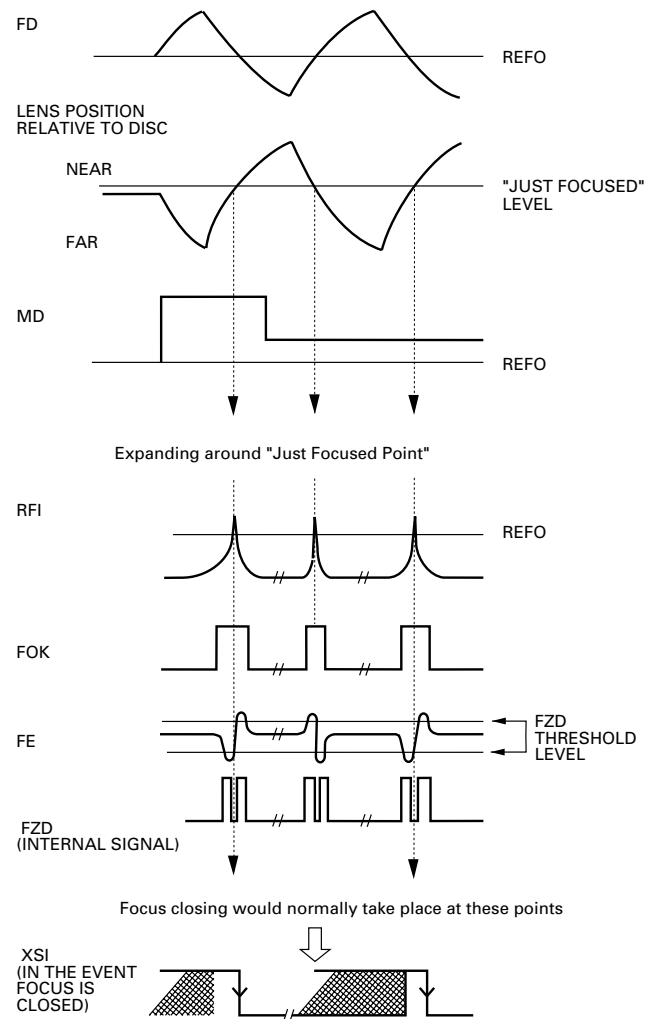 FD
REFO
LENS POSITION
RELATIVE TO DISC
NEAR
"JUST FOCUSED"
LEVEL
FAR
MD
REFO
Expanding around "Just Focused Point"
RFI
REFO
FOK
FZD
THRESHOLD
LEVEL
FE
FZD
(INTERNAL SIGNAL)
Focus closing would normally take place at these points
XSI
(IN THE EVENT
FOCUS IS
CLOSED)